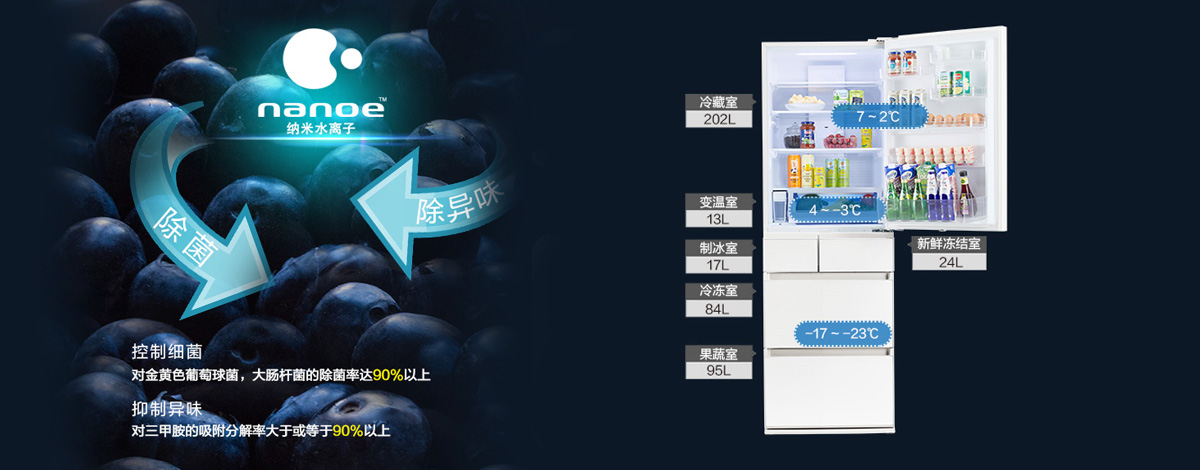 nanoe™
纳米水离子
除菌
除异味
控制细菌
对金黄色葡萄球菌，大肠杆菌的除菌率达90%以上
抑制异味
对三甲胺的吸附分解率大于或等于90%以上
冷藏室
202L
7～2℃
变温室
13L
4～-3℃
制冰室
17L
新鲜冻结室
24L
冷冻室
84L
-17～-23℃
果蔬室
95L